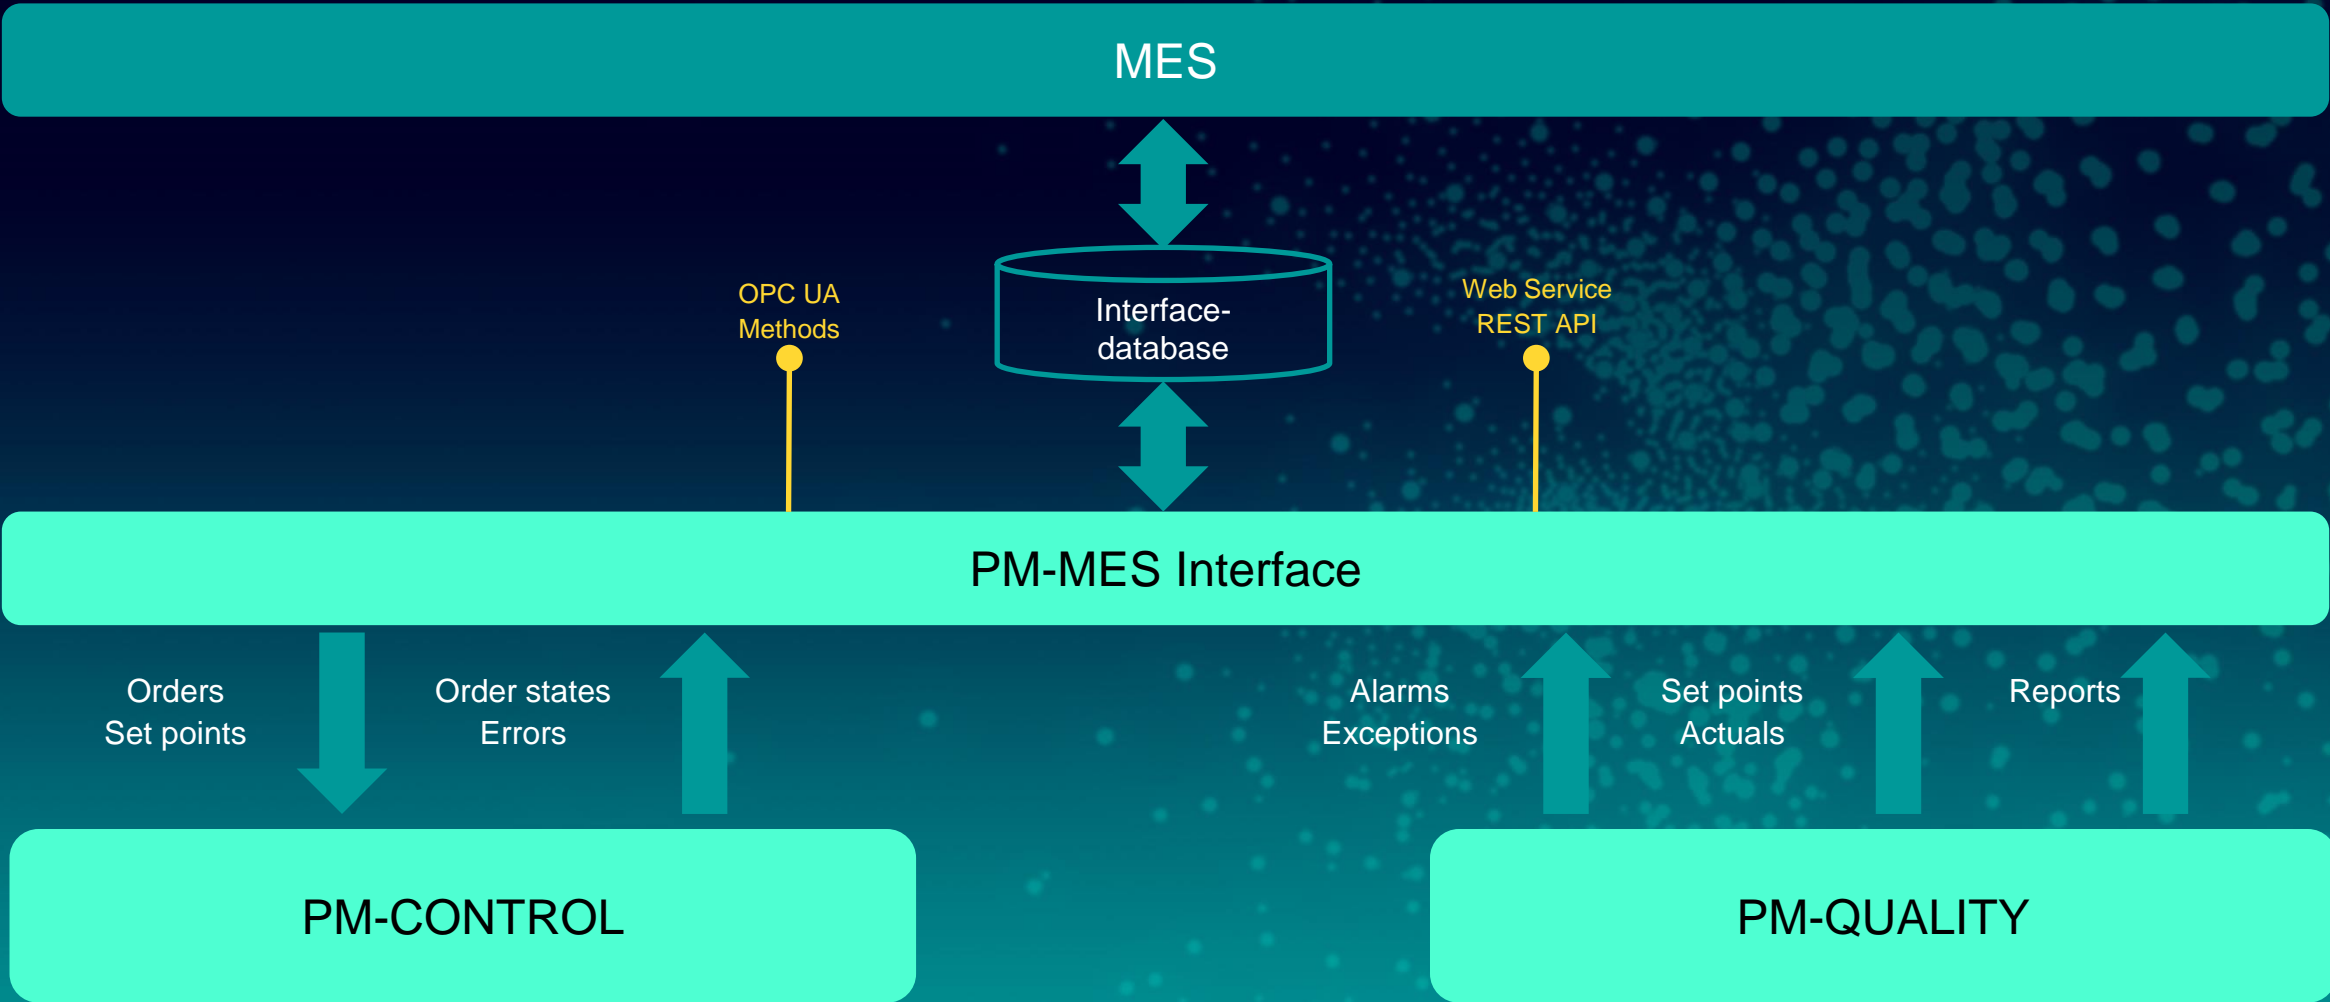 MES
OPC UA
Methods
Interface-
database
Web Service
REST API
PM-MES Interface
Orders
Set points
Order states
Errors
Alarms
Exceptions
Set points
Actuals
Reports
PM-CONTROL
PM-QUALITY